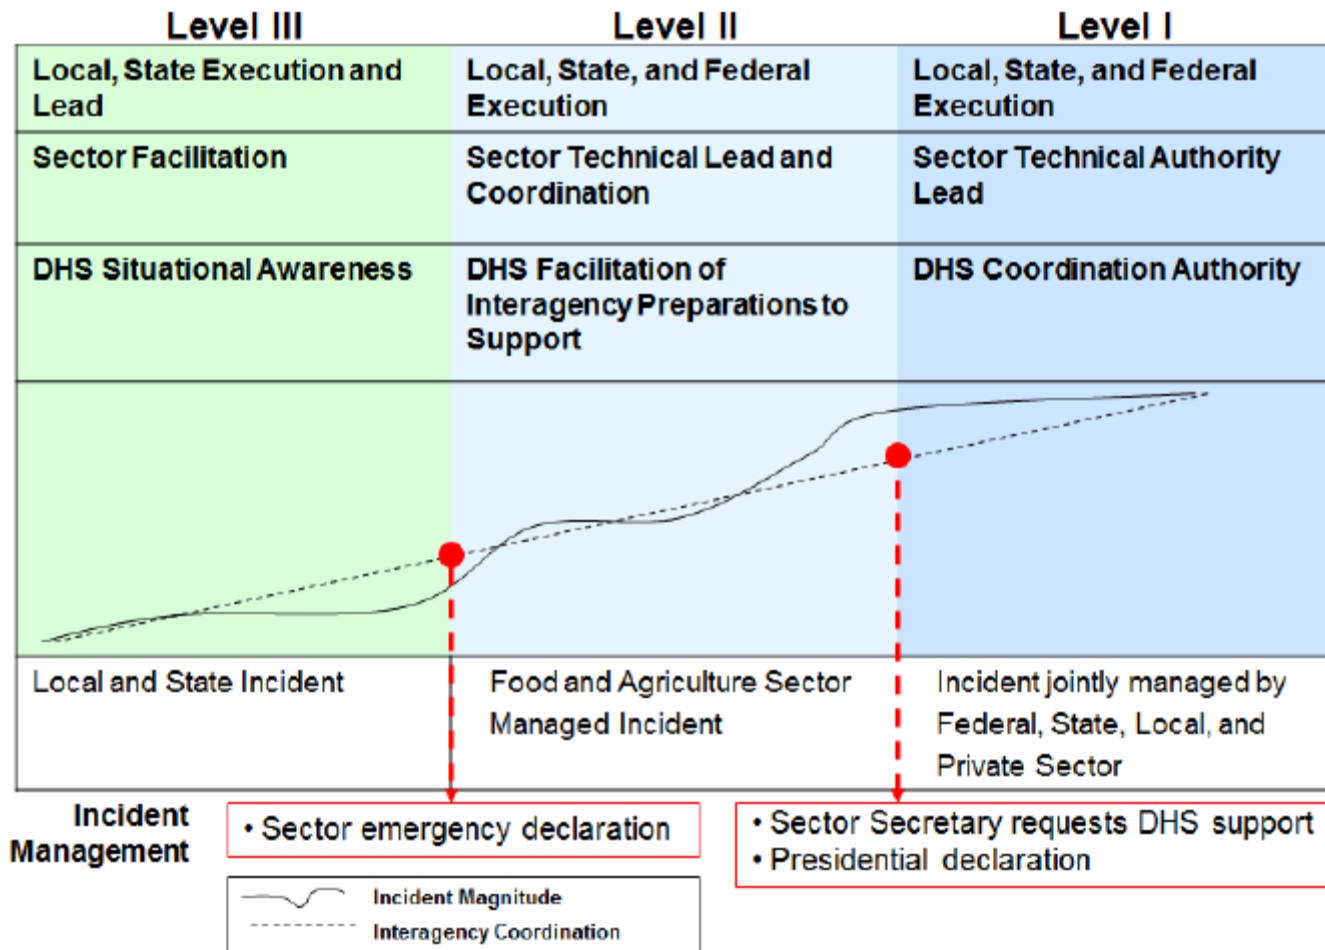 Level III
Level II
Level I
Local, State Execution and
Lead
Local, State, and Federal
Execution
Local, State, and Federal
Execution
Sector Facilitation
Sector Technical Lead and
Coordination
Sector Technical Authority
Lead
DHS Situational Awareness
DHS Facilitation of
Interagency Preparations to
Support
DHS Coordination Authority
Local and State Incident
Food and Agriculture Sector
Managed Incident
Incident jointly managed by
Federal, State, Local, and
Private Sector
Incident
Management
• Sector emergency declaration
• Sector Secretary requests DHS support
• Presidential declaration
Incident Magnitude
Interagency Coordination